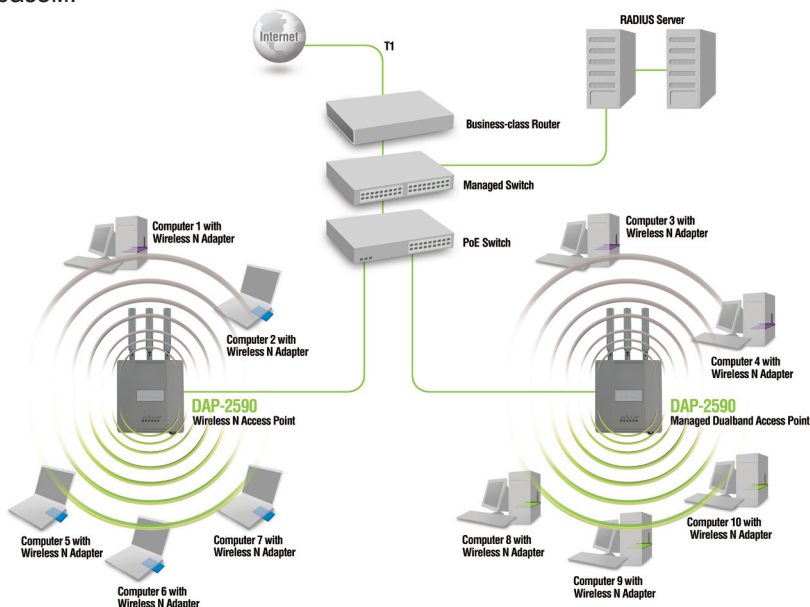 Internet
T1
RADIUS Server
Business-class Router
Managed Switch
PoE Switch
Computer 1 with
Wireless N Adapter
Computer 2 with
Wireless N Adapter
Computer 3 with
Wireless N Adapter
Computer 4 with
Wireless N Adapter
DAP-2590
Wireless N Access Point
DAP-2590
Managed Dualband Access Point
Computer 5 with
Wireless N Adapter
Computer 6 with
Wireless N Adapter
Computer 7 with
Wireless N Adapter
Computer 8 with
Wireless N Adapter
Computer 9 with
Wireless N Adapter
Computer 10 with
Wireless N Adapter